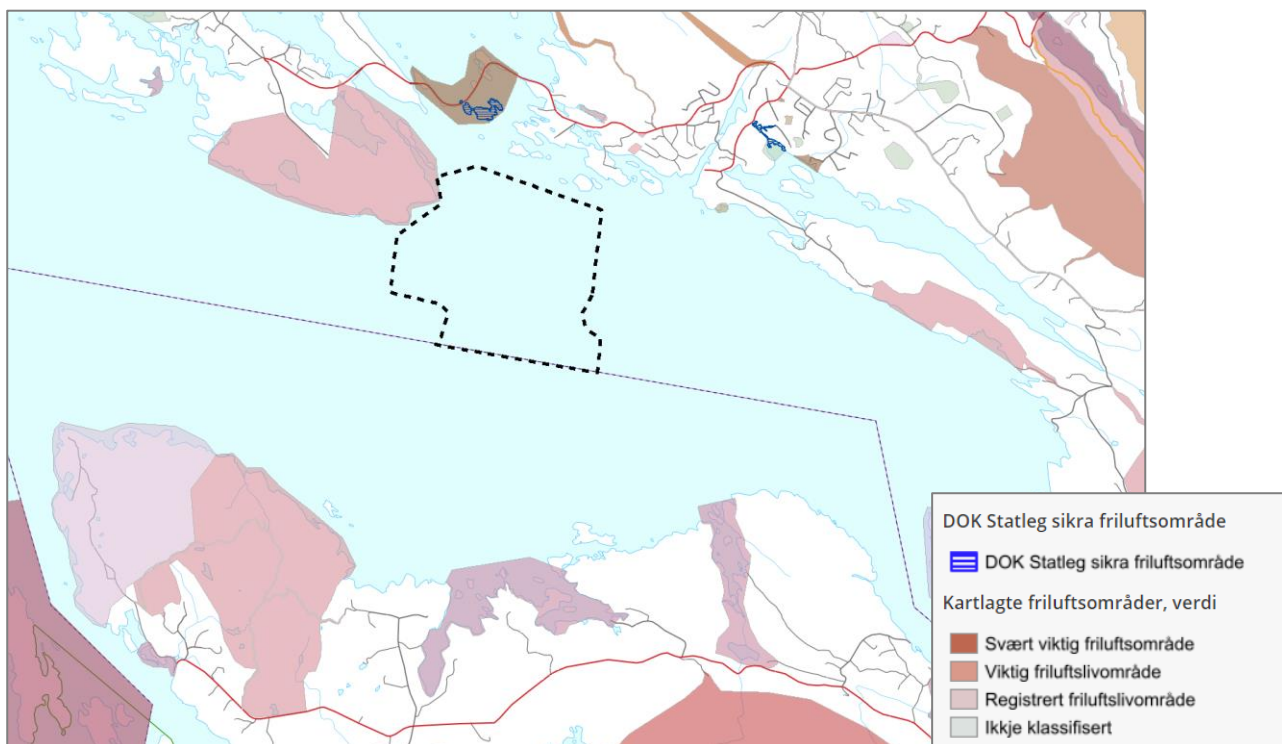 DOK Statleg sikra friluftsområde
DOK Statleg sikra friluftsområde
Kartlagte friluftsområder, verdi
Svært viktig friluftsområde
Viktig friluftslivområde
Registrert friluftslivområde
Ikkje klassifisert